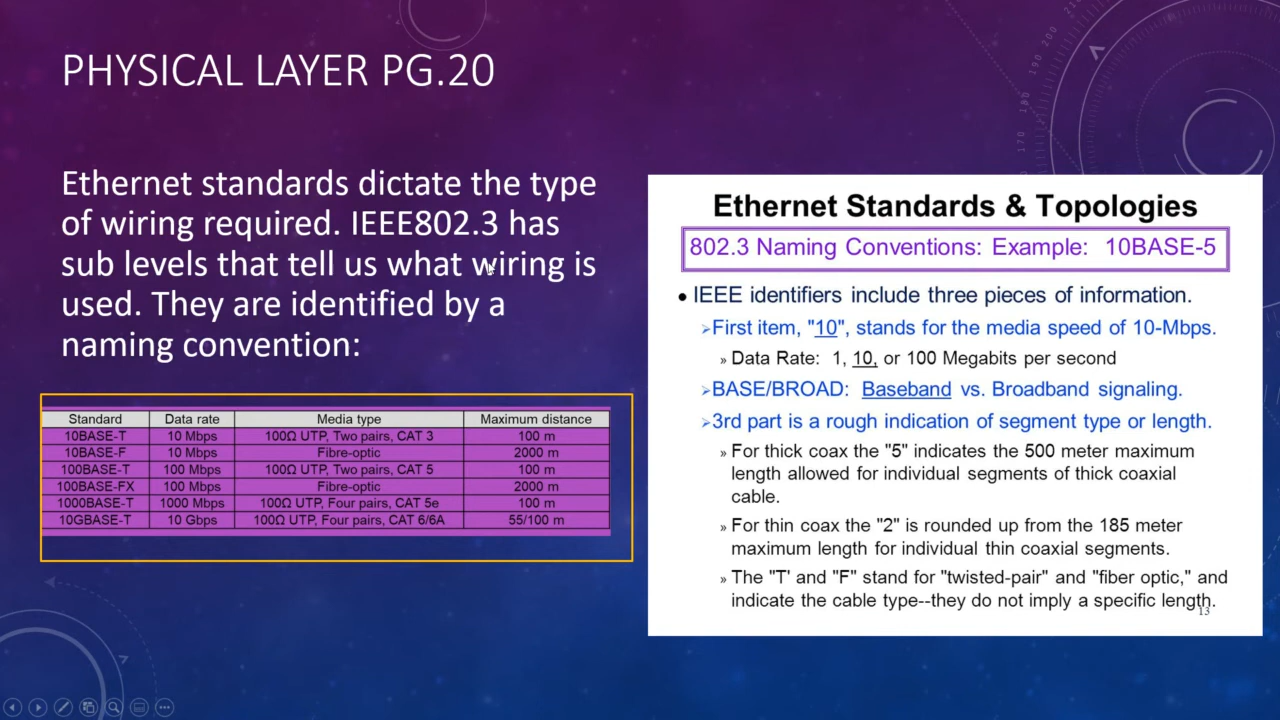 PHYSICAL LAYER PG.20
Ethernet standards dictate the type
of wiring required. IEEE802.3 has
sub levels that tell us what wiring is
used. They are identified by a
naming convention:
Standard Data rate Media type Maximum distance
10BASE-T 10 Mbps 100Ω UTP, Two pairs, CAT 3 100 m
10BASE-F 10 Mbps Fibre-optic 2000 m
100BASE-T 100 Mbps 100Ω UTP, Two pairs, CAT 5 100 m
100BASE-FX 100 Mbps Fibre-optic 2000 m
1000BASE-T 1000 Mbps 100Ω UTP, Four pairs, CAT 5e 100 m
10GBASE-T 10 Gbps 100Ω UTP, Four pairs, CAT 6/6A 55/100 m
Ethernet Standards & Topologies
802.3 Naming Conventions: Example: 10BASE-5
• IEEE identifiers include three pieces of information.
➢First item, "10", stands for the media speed of 10-Mbps.
» Data Rate: 1, 10, or 100 Megabits per second
➢BASE/BROAD: Baseband vs. Broadband signaling.
➢3rd part is a rough indication of segment type or length.
» For thick coax the "5" indicates the 500 meter maximum
length allowed for individual segments of thick coaxial
cable.
» For thin coax the "2" is rounded up from the 185 meter
maximum length for individual thin coaxial segments.
» The "T' and "F" stand for "twisted-pair" and "fiber optic," and
indicate the cable type--they do not imply a specific length.
13
170
180
190
200
210